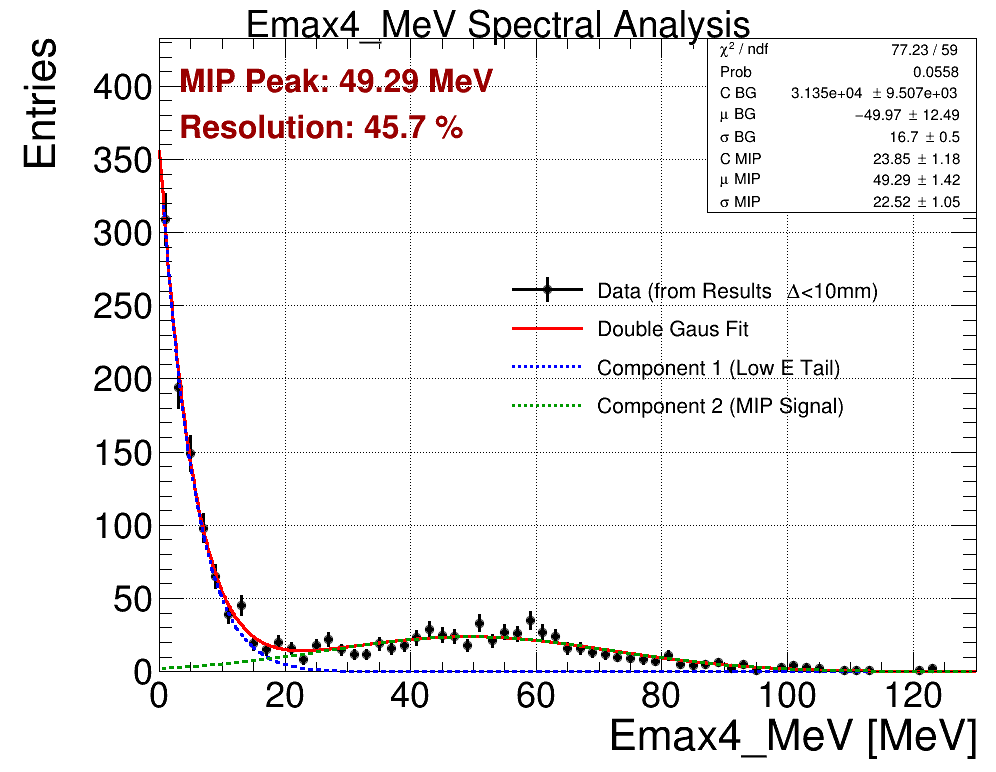 Emax4_MeV Spectral Analysis
Entries
MIP Peak: 49.29 MeV
Resolution: 45.7 %
χ² / ndf 77.23 / 59
Prob 0.0558
C BG 3.135e+04 ± 9.507e+03
μ BG −49.97 ± 12.49
σ BG 16.7 ± 0.5
C MIP 23.85 ± 1.18
μ MIP 49.29 ± 1.42
σ MIP 22.52 ± 1.05
400
350
300
250
200
150
100
50
0
Data (from Results Δ<10mm)
Double Gaus Fit
Component 1 (Low E Tail)
Component 2 (MIP Signal)
0 20 40 60 80 100 120
Emax4_MeV [MeV]